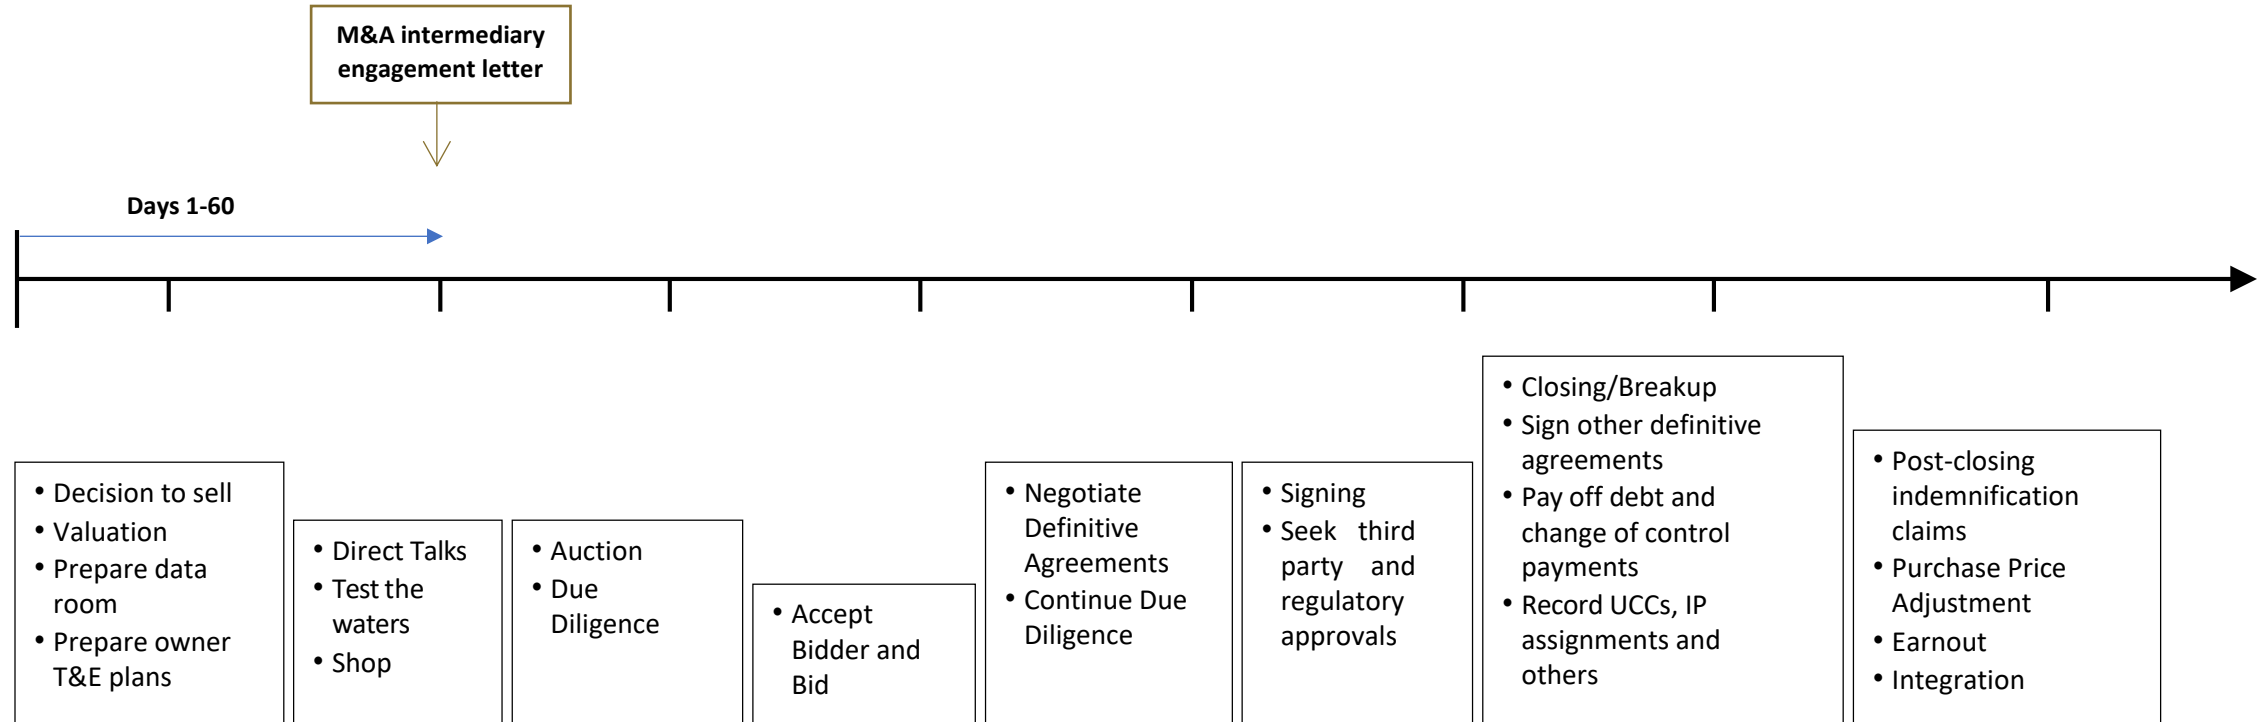 M&A intermediary
engagement letter
Days 1-60
• Decision to sell
• Valuation
• Prepare data
room
• Prepare owner
T&E plans
• Direct Talks
• Test the
waters
• Shop
• Auction
• Due
Diligence
• Accept
Bidder and
Bid
• Negotiate
Definitive
Agreements
• Continue Due
Diligence
• Signing
• Seek third
party and
regulatory
approvals
• Closing/Breakup
• Sign other definitive
agreements
• Pay off debt and
change of control
payments
• Record UCCs, IP
assignments and
others
• Post-closing
indemnification
claims
• Purchase Price
Adjustment
• Earnout
• Integration